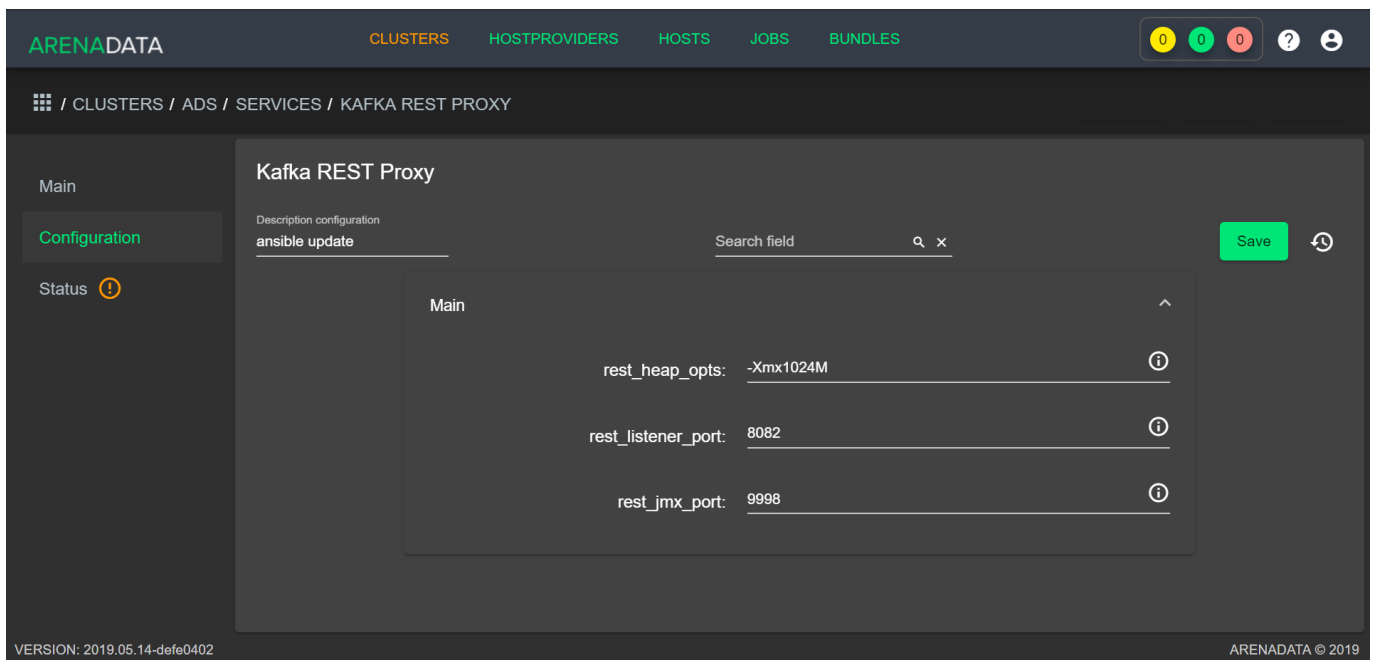 ARENADATA CLUSTERS HOSTPROVIDERS HOSTS JOBS BUNDLES 0 0 0 ?
/ CLUSTERS / ADS / SERVICES / KAFKA REST PROXY
Main
Configuration
Status !
Kafka REST Proxy
Description configuration
ansible update
Search field
Save
Main
rest_heap_opts: -Xmx1024M
rest_listener_port: 8082
rest_jmx_port: 9998
VERSION: 2019.05.14-defe0402
ARENADATA © 2019